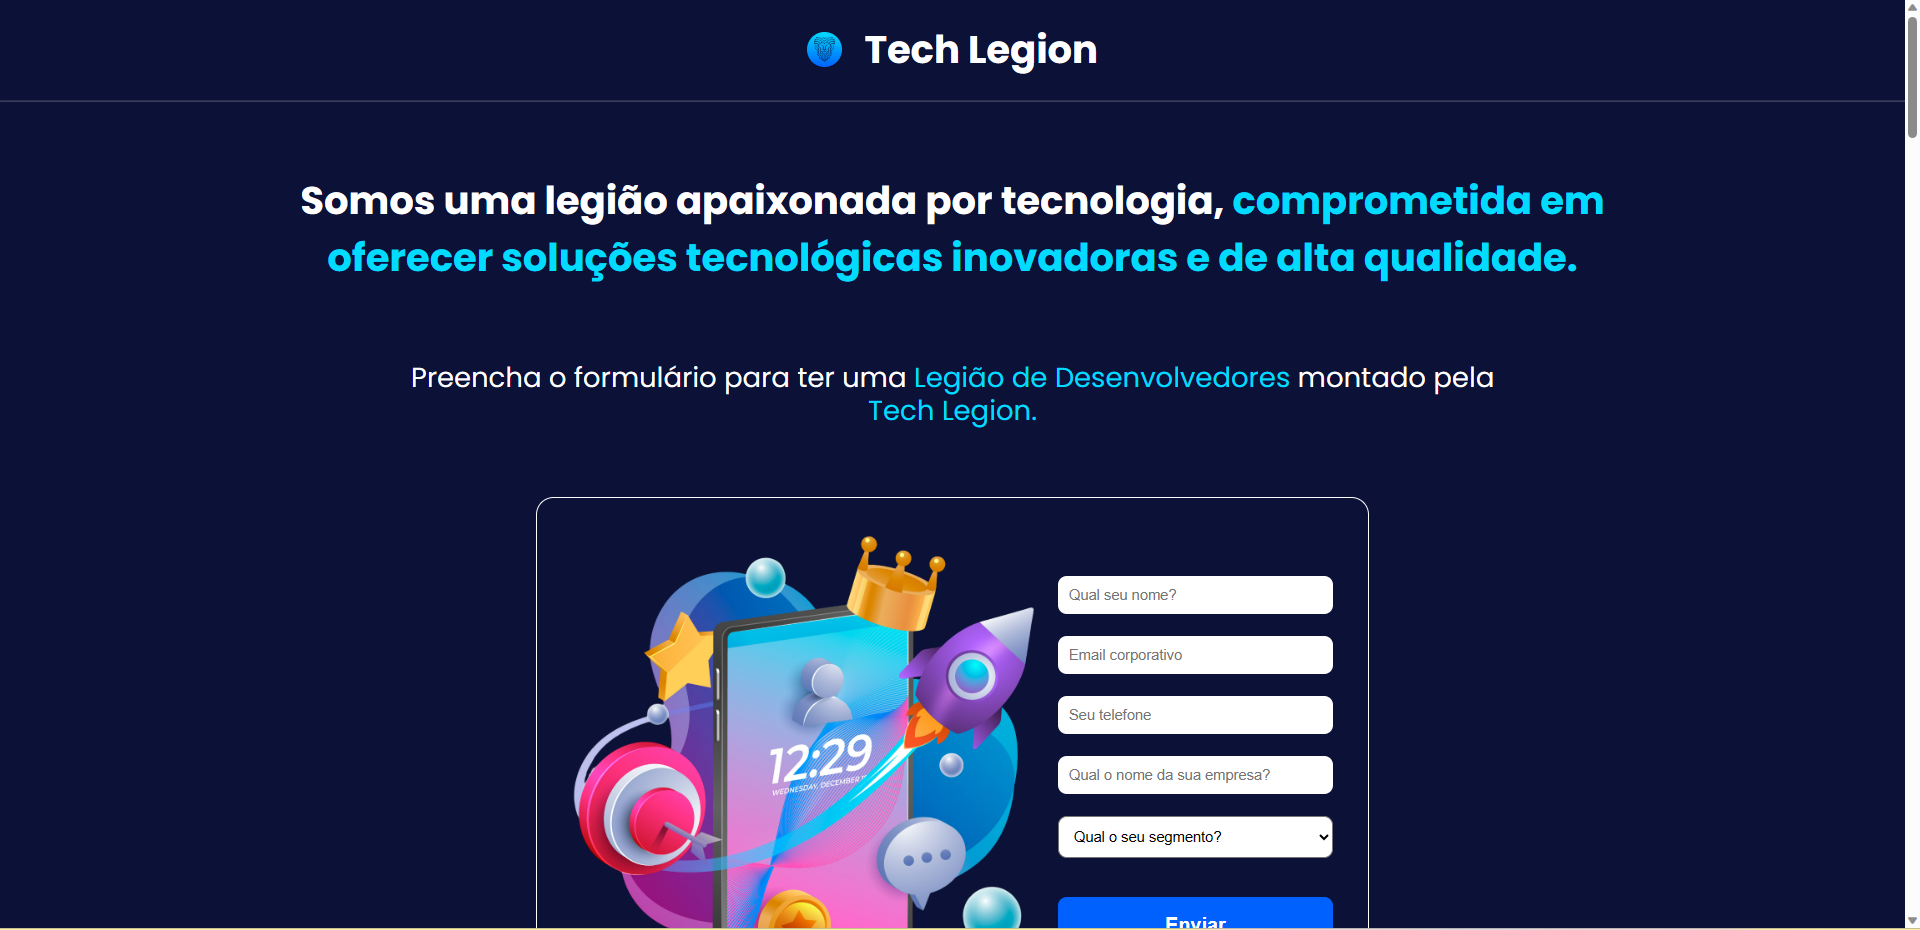 Tech Legion
Somos uma legião apaixonada por tecnologia, comprometida em
oferecer soluções tecnológicas inovadoras e de alta qualidade.
Preencha o formulário para ter uma Legião de Desenvolvedores montado pela
Tech Legion.
12:29
WEDNESDAY, DECEMBER
Qual seu nome?
Email corporativo
Seu telefone
Qual o nome da sua empresa?
Qual o seu segmento?
Enviar